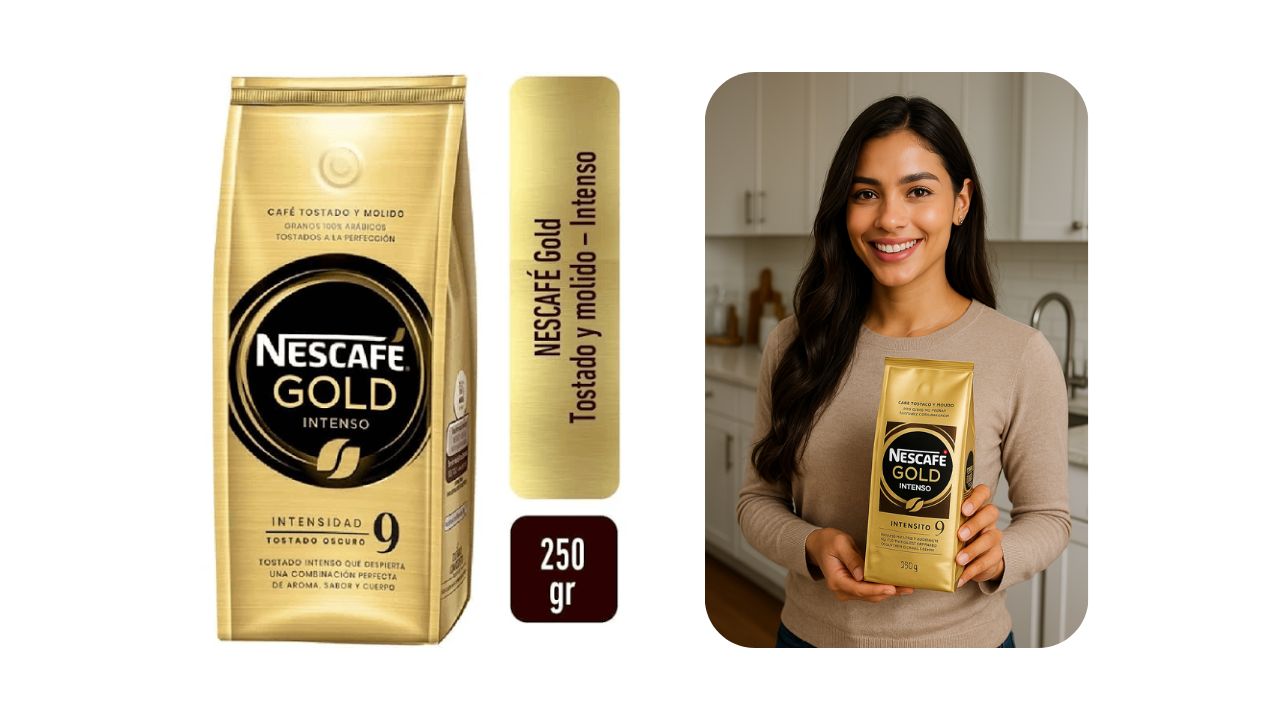 CAFÉ TOSTADO Y MOLIDO
GRANOS 100% ARÁBICOS
TOSTADOS A LA PERFECCIÓN
NESCAFÉ
GOLD
INTENSO
INTENSIDAD 9
TOSTADO OSCURO
TOSTADO INTENSO QUE DESPIERTA
UNA COMBINACIÓN PERFECTA
DE AROMA, SABOR Y CUERPO
NESCAFÉ Gold
Tostado y molido – Intenso
250
gr
CAFÉ TOSTACO Y MOLIDO
NESCAFÉ
GOLD
INTENSO
INTENSITO 9